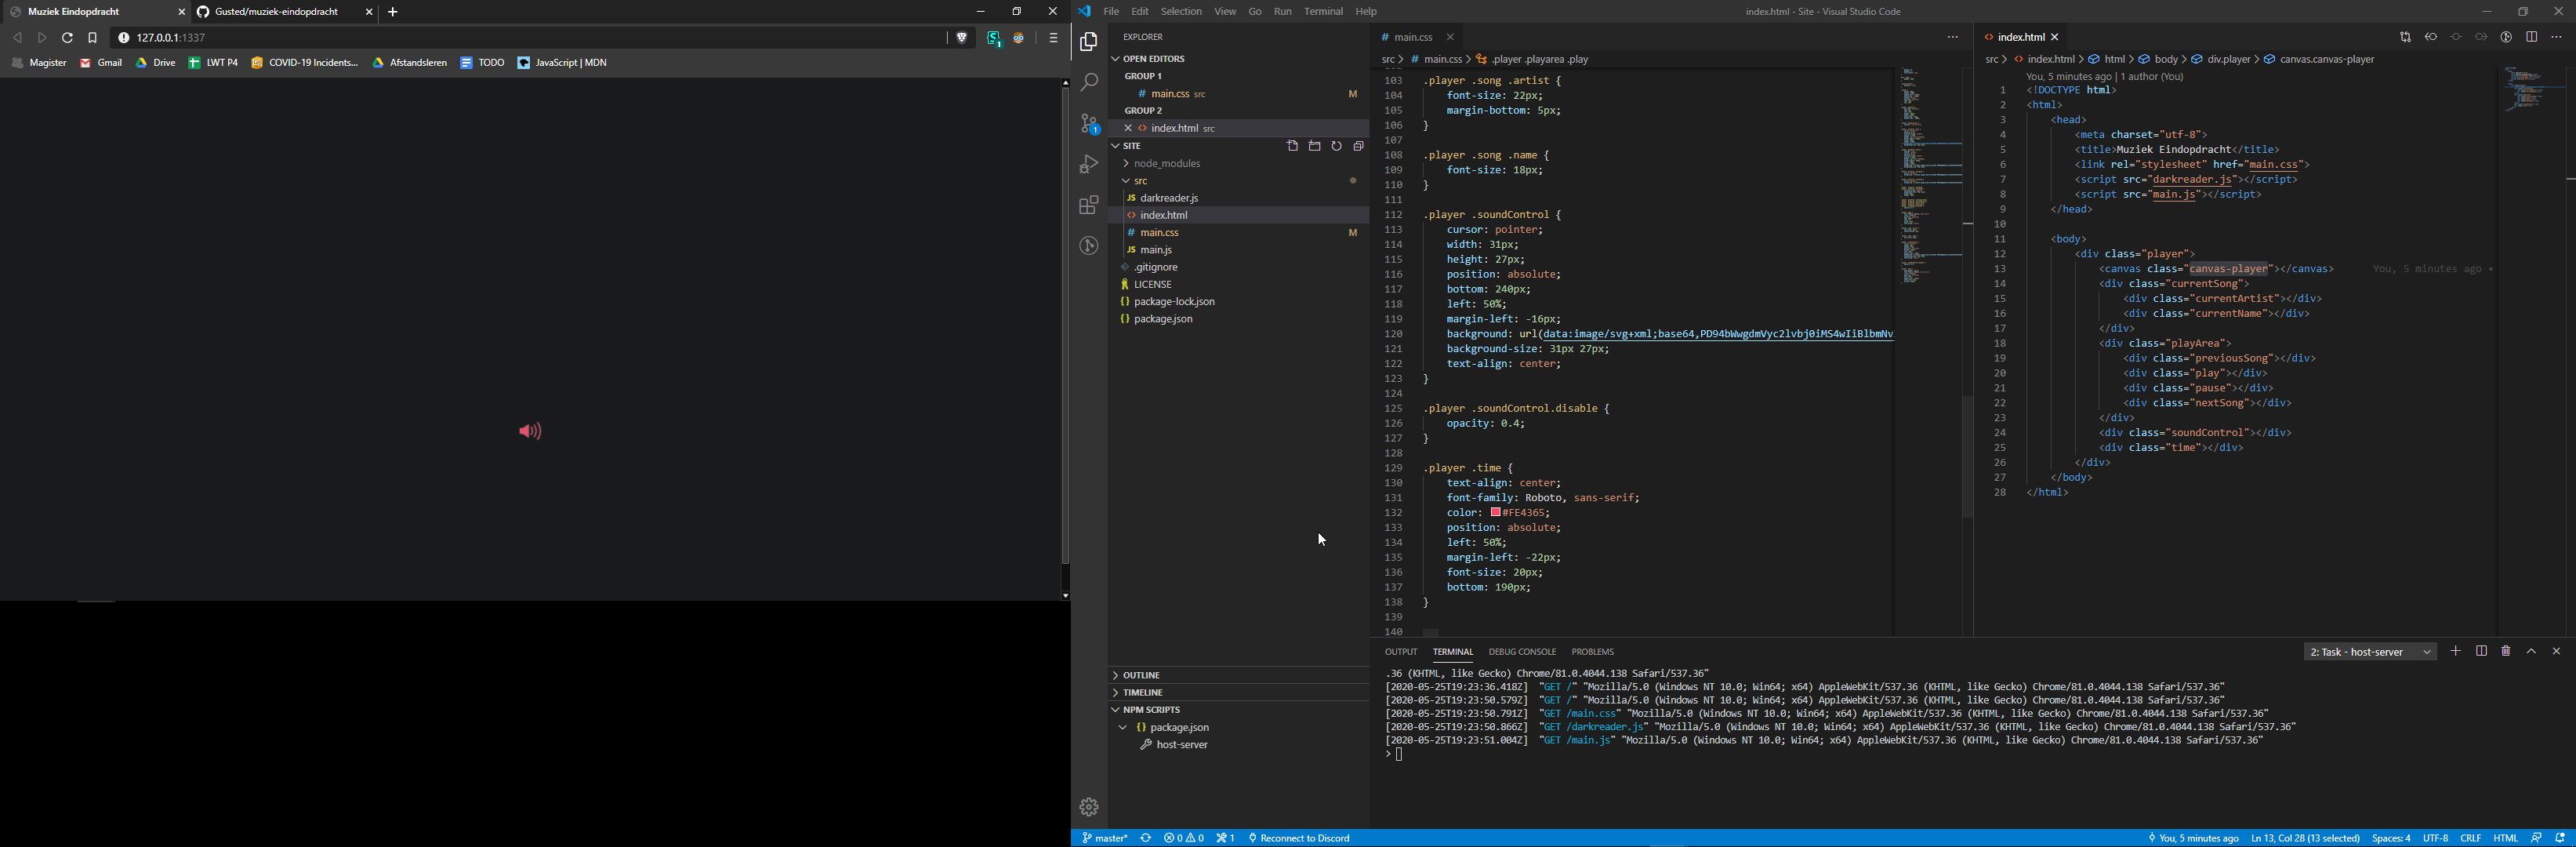 Muziek Eindopdracht
Gusted/muziek-eindopdracht
127.0.0.1:1337
1
Magister
Gmail
Drive
LWT P4
COVID-19 Incidents...
Afstandsleren
TODO
JavaScript | MDN
File Edit Selection View Go Run Terminal Help
index.html - Site - Visual Studio Code
EXPLORER
OPEN EDITORS
GROUP 1
# main.css src M
GROUP 2
<> index.html src
SITE
node_modules
src
JS darkreader.js
<> index.html
# main.css M
JS main.js
.gitignore
LICENSE
{} package-lock.json
{} package.json
OUTLINE
TIMELINE
NPM SCRIPTS
{} package.json
host-server
1
# main.css
src > # main.css > .player .playarea .play
103 .player .song .artist {
104 font-size: 22px;
105 margin-bottom: 5px;
106 }
107
108 .player .song .name {
109 font-size: 18px;
110 }
111
112 .player .soundControl {
113 cursor: pointer;
114 width: 31px;
115 height: 27px;
116 position: absolute;
117 bottom: 240px;
118 left: 50%;
119 margin-left: -16px;
120 background: url(data:image/svg+xml;base64,PD94bWwgdmVyc2lvbj0iMS4wIiBlbmNv
121 background-size: 31px 27px;
122 text-align: center;
123 }
124
125 .player .soundControl.disable {
126 opacity: 0.4;
127 }
128
129 .player .time {
130 text-align: center;
131 font-family: Roboto, sans-serif;
132 color: #FE4365;
133 position: absolute;
134 left: 50%;
135 margin-left: -22px;
136 font-size: 20px;
137 bottom: 190px;
138 }
139
140
<> index.html
src > <> index.html > html > body > div.player > canvas.canvas-player
You, 5 minutes ago | 1 author (You)
1 <!DOCTYPE html>
2 <html>
3 <head>
4 <meta charset="utf-8">
5 <title>Muziek Eindopdracht</title>
6 <link rel="stylesheet" href="main.css">
7 <script src="darkreader.js"></script>
8 <script src="main.js"></script>
9 </head>
10
11 <body>
12 <div class="player">
13 <canvas class="canvas-player"></canvas> You, 5 minutes ago •
14 <div class="currentSong">
15 <div class="currentArtist"></div>
16 <div class="currentName"></div>
17 </div>
18 <div class="playArea">
19 <div class="previousSong"></div>
20 <div class="play"></div>
21 <div class="pause"></div>
22 <div class="nextSong"></div>
23 </div>
24 <div class="soundControl"></div>
25 <div class="time"></div>
26 </div>
27 </body>
28 </html>
OUTPUT TERMINAL DEBUG CONSOLE PROBLEMS
2: Task - host-server
.36 (KHTML, like Gecko) Chrome/81.0.4044.138 Safari/537.36"
[2020-05-25T19:23:36.418Z] "GET /" "Mozilla/5.0 (Windows NT 10.0; Win64; x64) AppleWebKit/537.36 (KHTML, like Gecko) Chrome/81.0.4044.138 Safari/537.36"
[2020-05-25T19:23:50.579Z] "GET /" "Mozilla/5.0 (Windows NT 10.0; Win64; x64) AppleWebKit/537.36 (KHTML, like Gecko) Chrome/81.0.4044.138 Safari/537.36"
[2020-05-25T19:23:50.791Z] "GET /main.css" "Mozilla/5.0 (Windows NT 10.0; Win64; x64) AppleWebKit/537.36 (KHTML, like Gecko) Chrome/81.0.4044.138 Safari/537.36"
[2020-05-25T19:23:50.866Z] "GET /darkreader.js" "Mozilla/5.0 (Windows NT 10.0; Win64; x64) AppleWebKit/537.36 (KHTML, like Gecko) Chrome/81.0.4044.138 Safari/537.36"
[2020-05-25T19:23:51.004Z] "GET /main.js" "Mozilla/5.0 (Windows NT 10.0; Win64; x64) AppleWebKit/537.36 (KHTML, like Gecko) Chrome/81.0.4044.138 Safari/537.36"
>
master* 0 0 1 Reconnect to Discord
You, 5 minutes ago Ln 13, Col 28 (13 selected) Spaces: 4 UTF-8 CRLF HTML